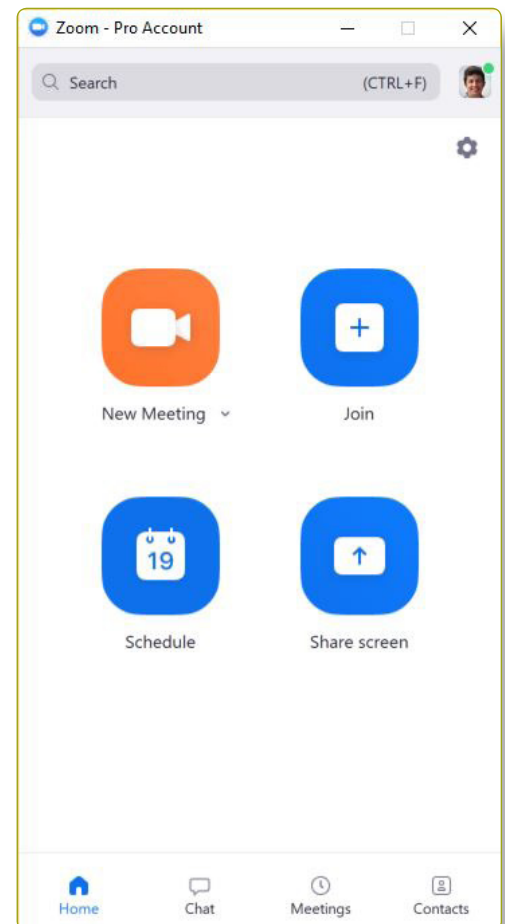 Zoom - Pro Account
Search (CTRL+F)
New Meeting
Join
19
Schedule
Share screen
Home
Chat
Meetings
Contacts